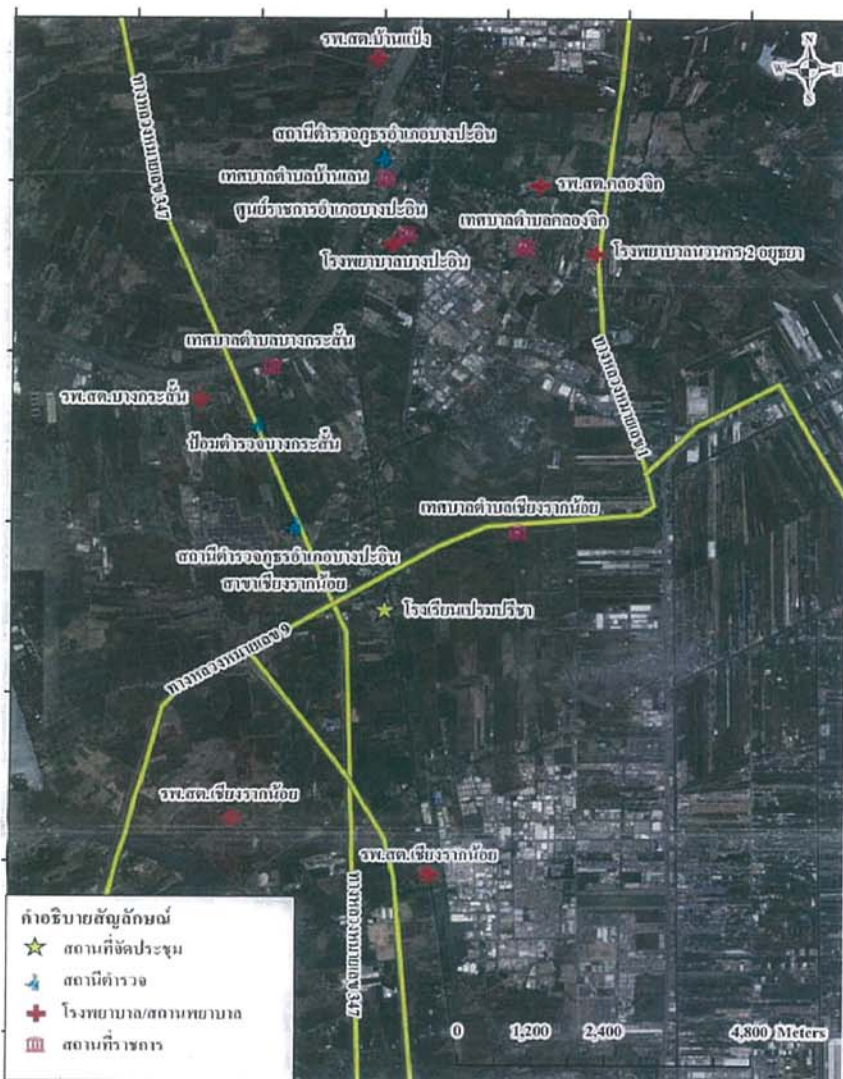 รพ.สต.บ้านแป้ง
N
W E
S
ทางหลวงหมายเลข 347
สถานีตำรวจภูธรอำเภอบางปะอิน
เทศบาลตำบลบ้านเลน
รพ.สต.คลองจิก
ศูนย์ราชการอำเภอบางปะอิน
เทศบาลตำบลคลองจิก
โรงพยาบาลบางปะอิน
โรงพยาบาลนวนคร 2 อยุธยา
เทศบาลตำบลบางกระสั้น
ทางหลวงหมายเลข 1
รพ.สต.บางกระสั้น
ป้อมตำรวจบางกระสั้น
เทศบาลตำบลเชียงรากน้อย
สถานีตำรวจภูธรอำเภอบางปะอิน
สาขาเชียงรากน้อย
โรงเรียนเปรมปรีชา
ทางหลวงหมายเลข 9
รพ.สต.เชียงรากน้อย
รพ.สต.เชียงรากน้อย
ทางหลวงหมายเลข 347
คำอธิบายสัญลักษณ์
สถานที่จัดประชุม
สถานีตำรวจ
โรงพยาบาล/สถานพยาบาล
สถานที่ราชการ
0 1,200 2,400 4,800 Meters